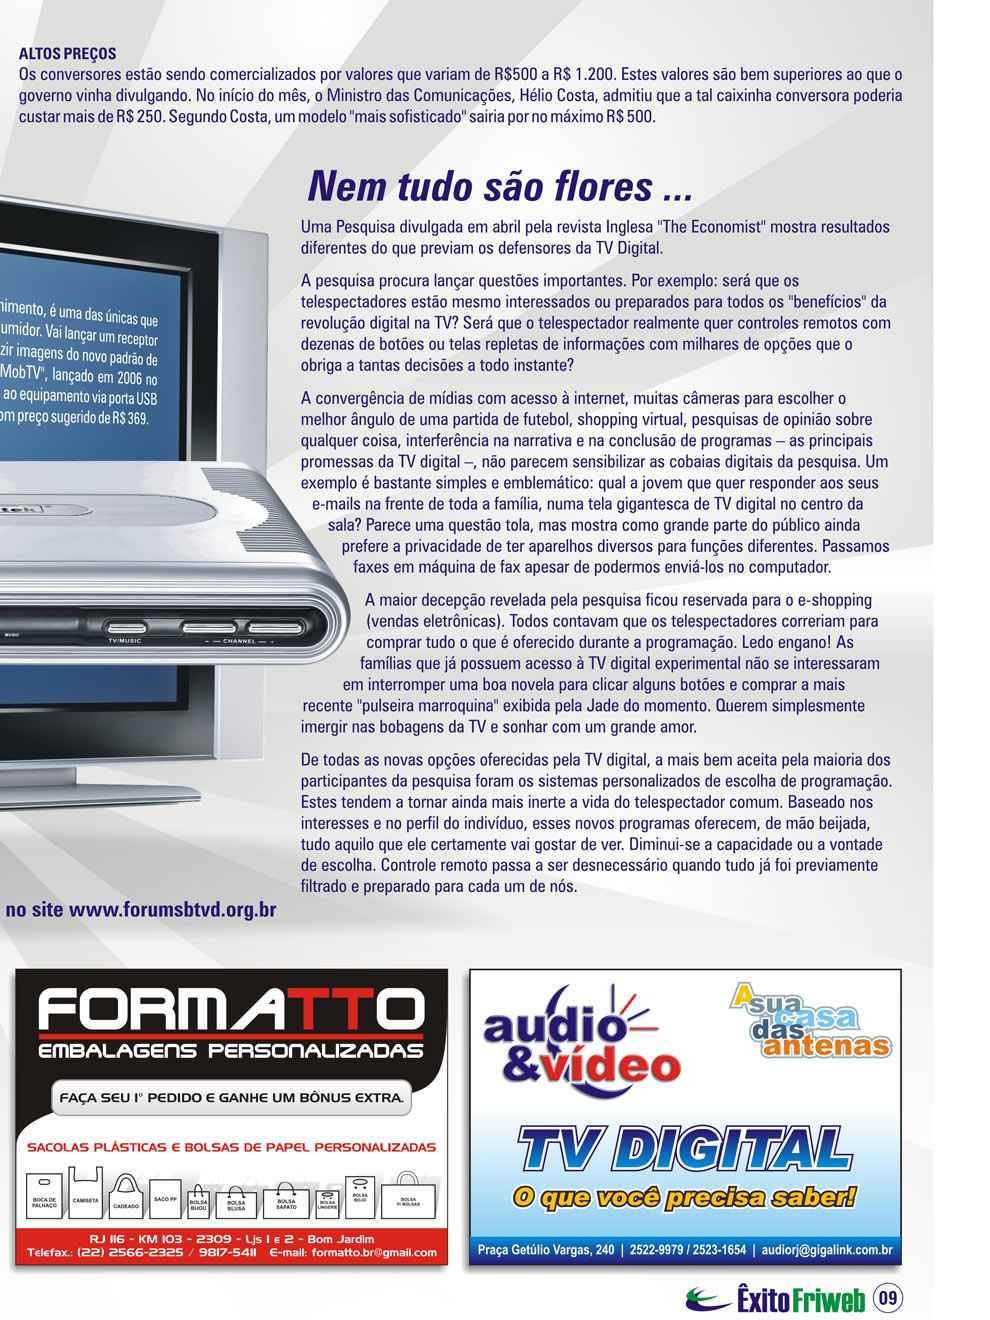 ALTOS PREÇOS
Os conversores estão sendo comercializados por valores que variam de R$500 a R$ 1.200. Estes valores são bem superiores ao que o
governo vinha divulgando. No início do mês, o Ministro das Comunicações, Hélio Costa, admitiu que a tal caixinha conversora poderia
custar mais de R$ 250. Segundo Costa, um modelo "mais sofisticado" sairia por no máximo R$ 500.
Nem tudo são flores ...
Uma Pesquisa divulgada em abril pela revista Inglesa "The Economist" mostra resultados
diferentes do que previam os defensores da TV Digital.
A pesquisa procura lançar questões importantes. Por exemplo: será que os
telespectadores estão mesmo interessados ou preparados para todos os "benefícios" da
revolução digital na TV? Será que o telespectador realmente quer controles remotos com
dezenas de botões ou telas repletas de informações com milhares de opções que o
obriga a tantas decisões a todo instante?
A convergência de mídias com acesso à internet, muitas câmeras para escolher o
melhor ângulo de uma partida de futebol, shopping virtual, pesquisas de opinião sobre
qualquer coisa, interferência na narrativa e na conclusão de programas – as principais
promessas da TV digital –, não parecem sensibilizar as cobaias digitais da pesquisa. Um
exemplo é bastante simples e emblemático: qual a jovem que quer responder aos seus
e-mails na frente de toda a família, numa tela gigantesca de TV digital no centro da
sala? Parece uma questão tola, mas mostra como grande parte do público ainda
prefere a privacidade de ter aparelhos diversos para funções diferentes. Passamos
faxes em máquina de fax apesar de podermos enviá-los no computador.
A maior decepção revelada pela pesquisa ficou reservada para o e-shopping
(vendas eletrônicas). Todos contavam que os telespectadores correriam para
comprar tudo o que é oferecido durante a programação. Ledo engano! As
famílias que já possuem acesso à TV digital experimental não se interessaram
em interromper uma boa novela para clicar alguns botões e comprar a mais
recente "pulseira marroquina" exibida pela Jade do momento. Querem simplesmente
imergir nas bobagens da TV e sonhar com um grande amor.
De todas as novas opções oferecidas pela TV digital, a mais bem aceita pela maioria dos
participantes da pesquisa foram os sistemas personalizados de escolha de programação.
Estes tendem a tornar ainda mais inerte a vida do telespectador comum. Baseado nos
interesses e no perfil do indivíduo, esses novos programas oferecem, de mão beijada,
tudo aquilo que ele certamente vai gostar de ver. Diminui-se a capacidade ou a vontade
de escolha. Controle remoto passa a ser desnecessário quando tudo já foi previamente
filtrado e preparado para cada um de nós.
nimento, é uma das únicas que
umidor. Vai lançar um receptor
zir imagens do novo padrão de
MobTV", lançado em 2006 no
ao equipamento via porta USB
om preço sugerido de R$ 369.
tek®
MUSIC
TV/MUSIC
– CHANNEL – +
no site www.forumsbtvd.org.br
FORMATTO
EMBALAGENS PERSONALIZADAS
FAÇA SEU 1° PEDIDO E GANHE UM BÔNUS EXTRA.
SACOLAS PLÁSTICAS E BOLSAS DE PAPEL PERSONALIZADAS
BOCA DE PALHAÇO
CAMISETA
CADEADO
SACO PP
BOLSA BIJOU
BOLSA BLUSA
BOLSA SAPATO
BOLSA LINGERIE
BOLSA BOJO
BOLSA P/ BOLSAS
RJ 116 - KM 103 - 2309 - Ljs 1 e 2 - Bom Jardim
Telefax.: (22) 2566-2325 / 9817-5411 E-mail: formatto.br@gmail.com
audio
&vídeo
A sua
casa
das
antenas
TV DIGITAL
O que você precisa saber!
Praça Getúlio Vargas, 240 | 2522-9979 / 2523-1654 | audiorj@gigalink.com.br
ÊxitoFriweb 09